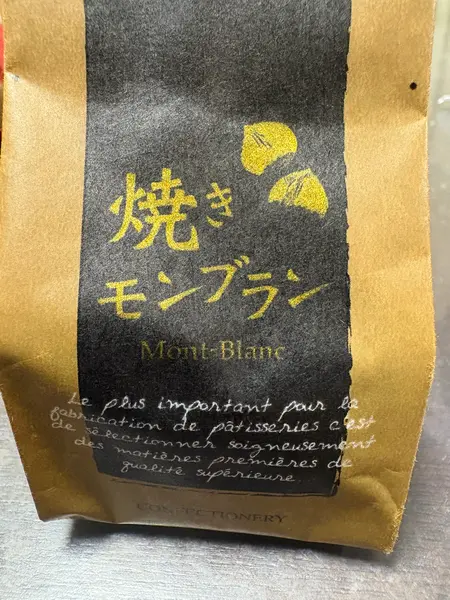 焼き
モンブラン
Mont-Blanc
Le plus important pour la
fabrication de pâtisseries c'est
de sélectionner soigneusement
des matières premières de
qualité supérieure.
CONFECTIONERY